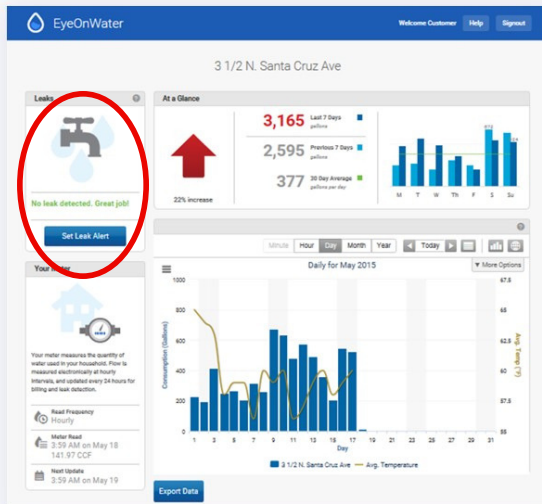 EyeOnWater
Welcome Customer Help Signout
3 1/2 N. Santa Cruz Ave
Leaks
No leak detected. Great job!
Set Leak Alert
At a Glance
22% increase
3,165 Last 7 Days
gallons
2,595 Previous 7 Days
gallons
377 30 Day Average
gallons per day
M T W Th F S Su
Your Meter
Your meter measures the quantity of
water used in your household. Flow is
measured electronically at hourly
intervals, and updated every 24 hours for
billing and leak detection.
Read Frequency
Hourly
Meter Read
3:59 AM on May 18
141.97 CCF
Next Update
3:59 AM on May 19
Minute Hour Day Month Year Today
More Options
Daily for May 2015
Consumption (Gallons)
1000
800
600
400
200
0
67.5
65
62.5
60
57.5
55
Avg. Temp (°F)
1 3 5 7 9 11 13 15 17 19 21 23 25 27 29 31
Day
3 1/2 N. Santa Cruz Ave Avg. Temperature
Export Data